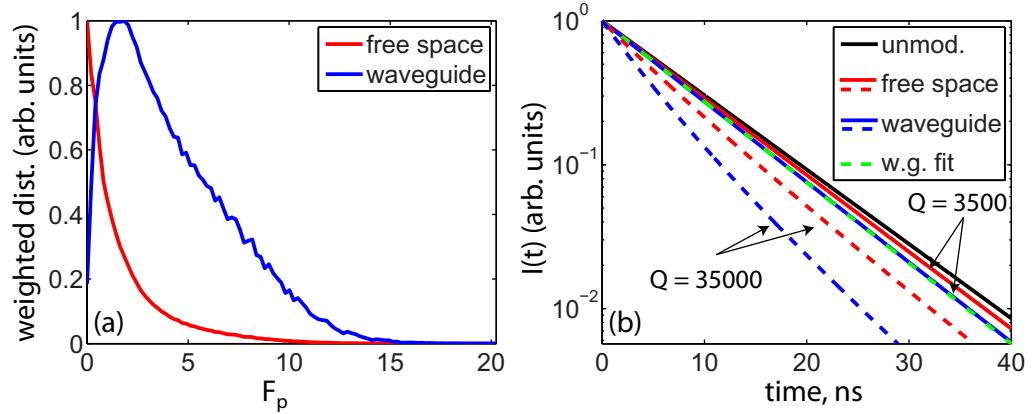 weighted dist. (arb. units)
1
0.8
0.6
0.4
0.2
0
0
5
10
15
20
F_p
(a)
free space
waveguide
I(t) (arb. units)
10^0
10^-1
10^-2
0
10
20
30
40
time, ns
(b)
unmod.
free space
waveguide
w.g. fit
Q = 3500
Q = 35000